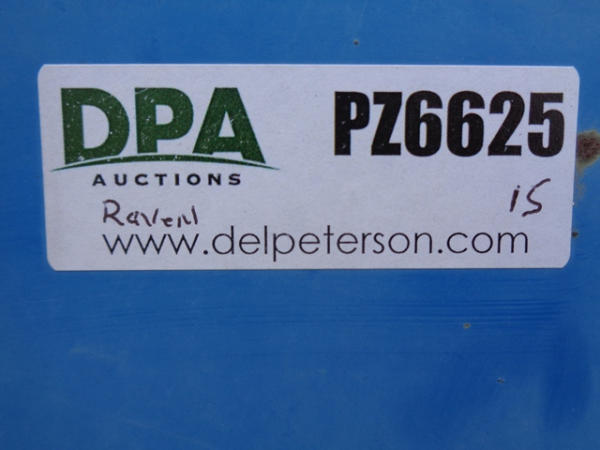 DPA PZ6625
AUCTIONS
Raven 15
www.delpeterson.com